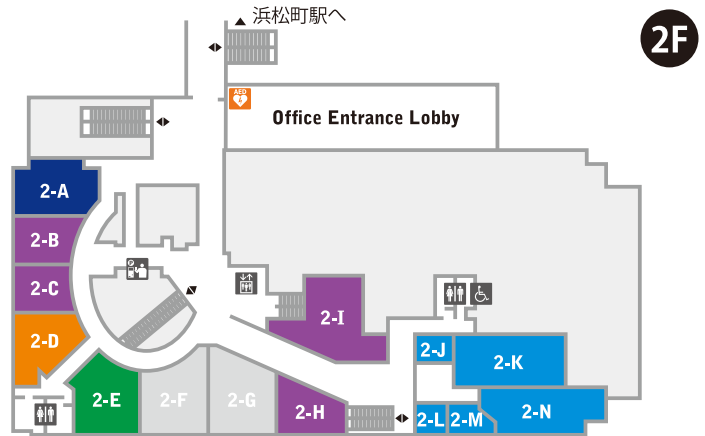 浜松町駅へ
2F
AED
Office Entrance Lobby
2-A
2-B
2-C
P
2-I
2-D
2-J
2-K
2-E
2-F
2-G
2-H
2-L
2-M
2-N